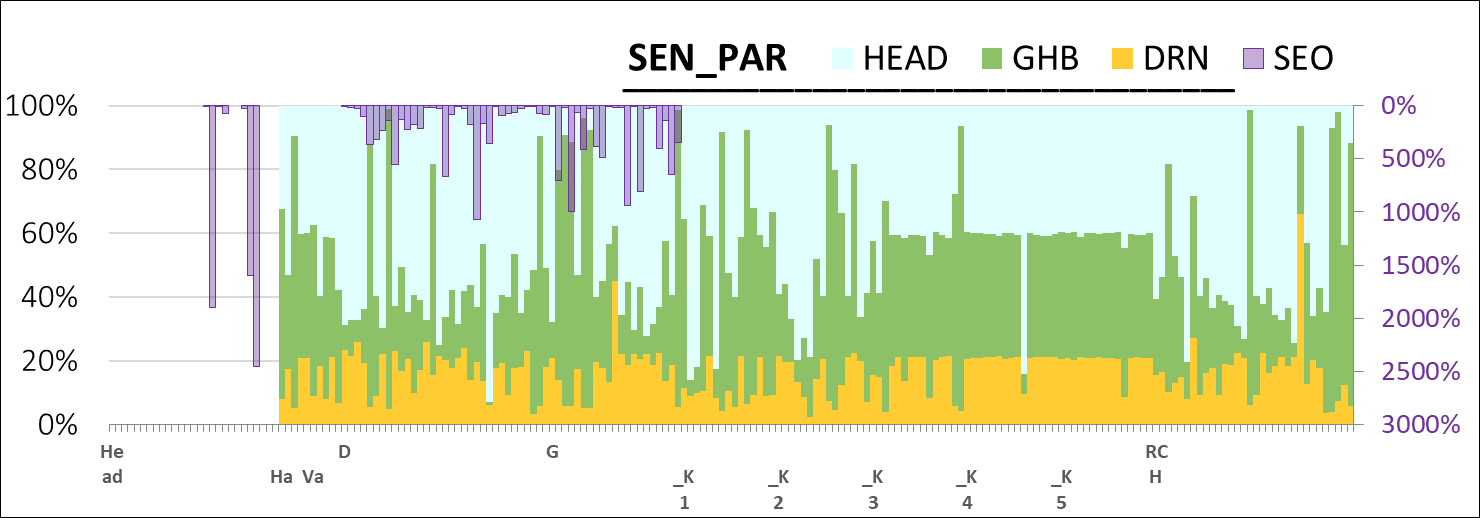 SEN_PAR HEAD GHB DRN SEO
100% 0%
80% 500%
60% 1000%
40% 1500%
20% 2000%
0% 2500%
3000%
He D G RC
ad Ha Va _K _K _K _K _K H
1 2 3 4 5